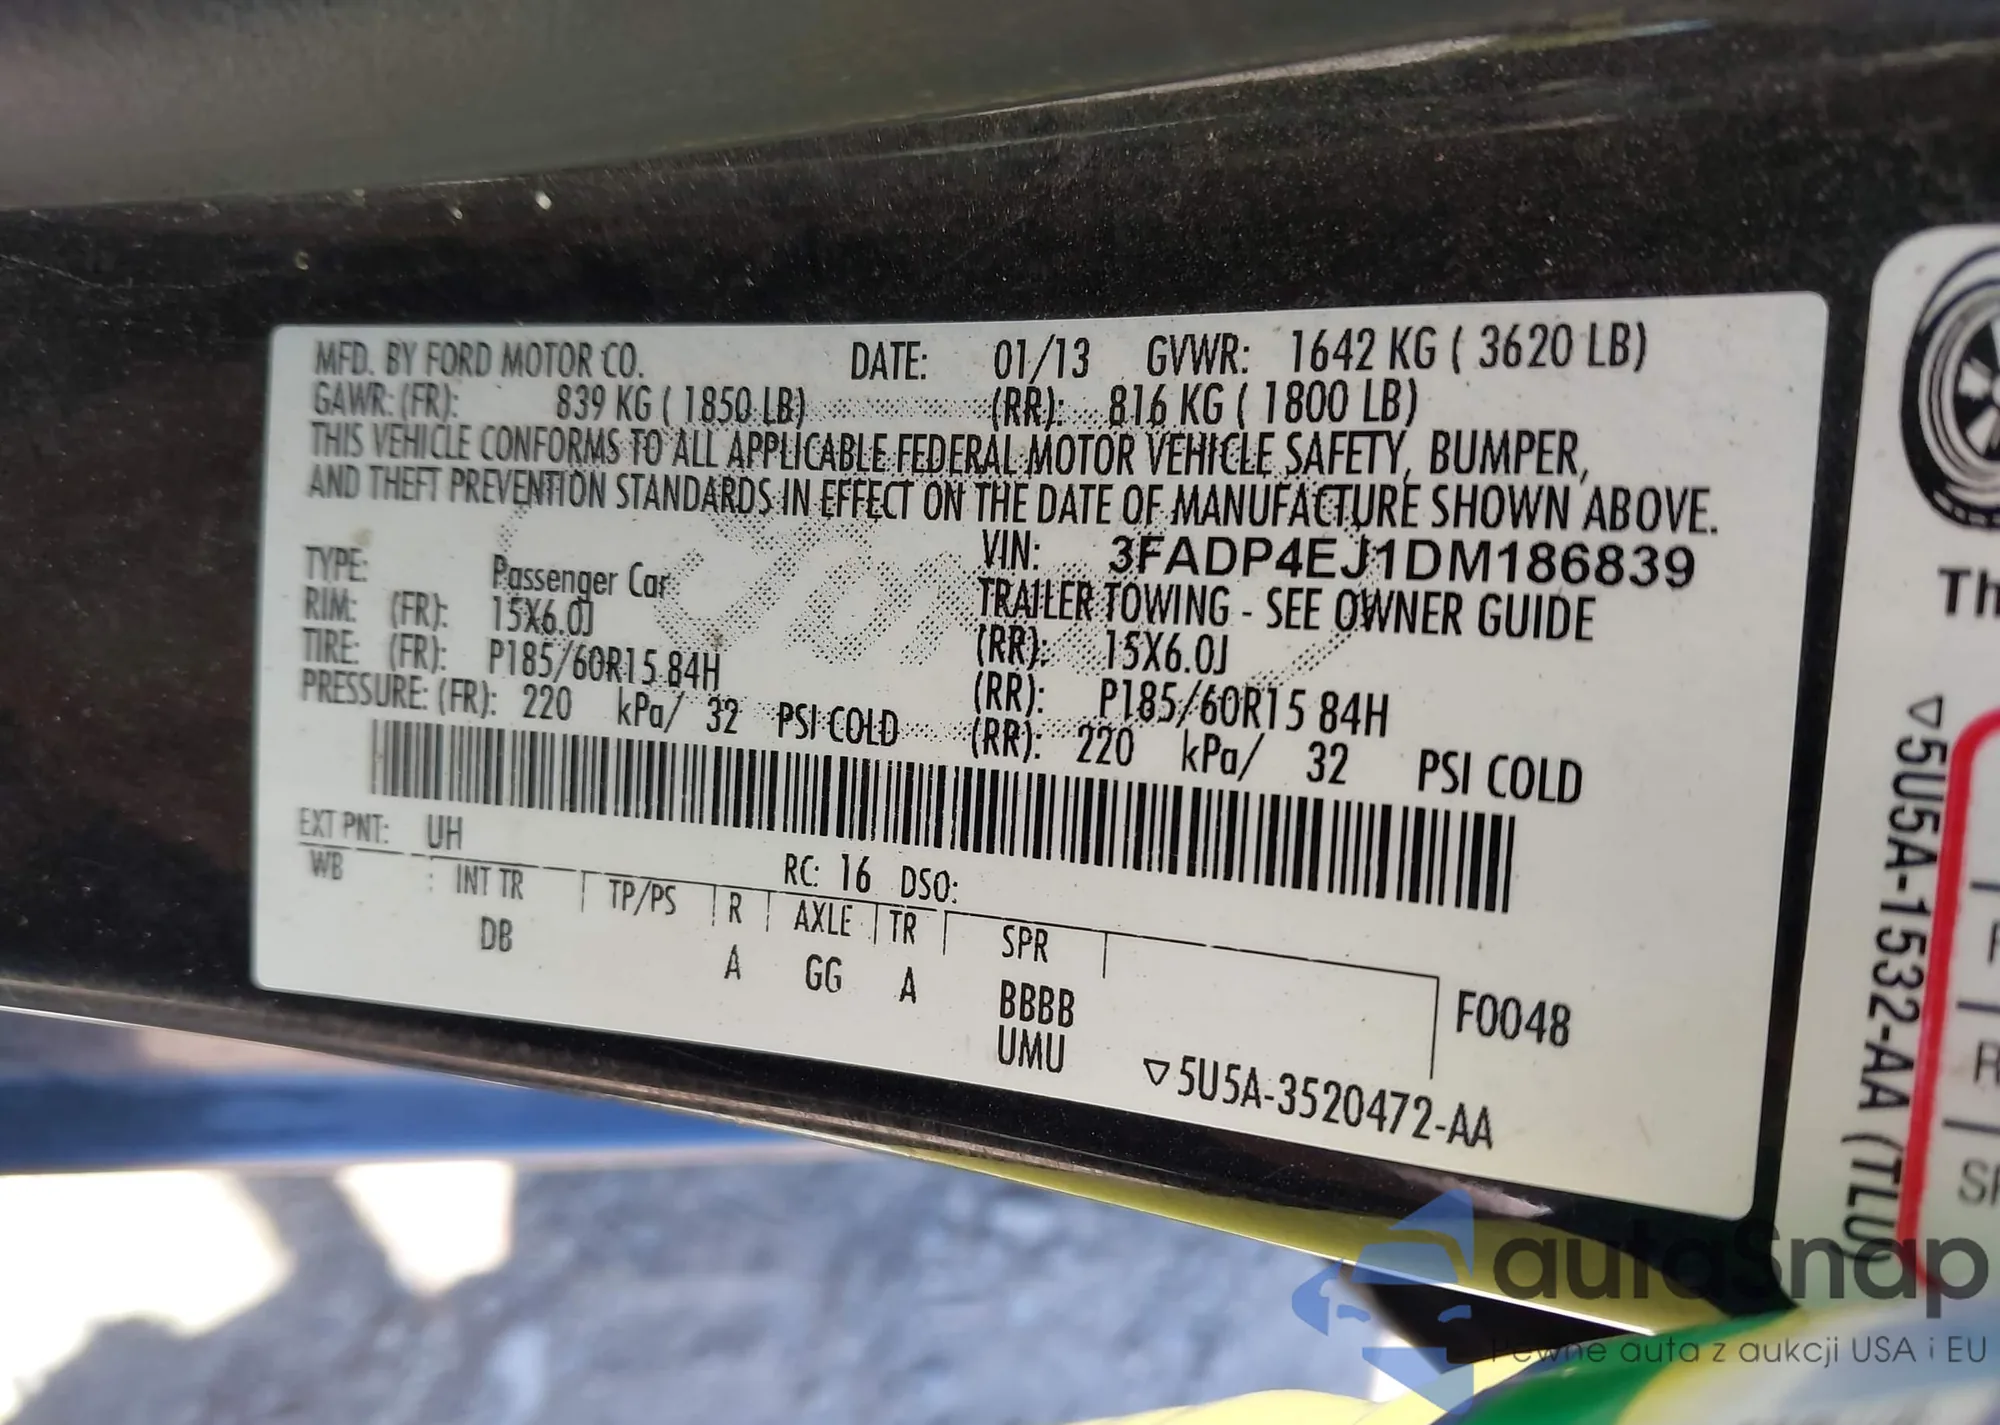 MFD. BY FORD MOTOR CO. DATE: 01/13 GVWR: 1642 KG ( 3620 LB)
GAWR: (FR): 839 KG ( 1850 LB) (RR): 816 KG ( 1800 LB)
THIS VEHICLE CONFORMS TO ALL APPLICABLE FEDERAL MOTOR VEHICLE SAFETY, BUMPER,
AND THEFT PREVENTION STANDARDS IN EFFECT ON THE DATE OF MANUFACTURE SHOWN ABOVE.
VIN: 3FADP4EJ1DM186839
TYPE: Passenger Car TRAILER TOWING - SEE OWNER GUIDE
RIM: (FR): 15X6.0J (RR): 15X6.0J
TIRE: (FR): P185/60R15 84H (RR): P185/60R15 84H
PRESSURE: (FR): 220 kPa/ 32 PSI COLD (RR): 220 kPa/ 32 PSI COLD
EXT PNT: UH RC: 16 DSO:
WB INT TR TP/PS R AXLE TR SPR
DB A GG A BBBB F0048
UMU
▽5U5A-3520472-AA
▽5U5A-1532-AA (TLU
autaSnap
Pewne auta z aukcji USA i EU